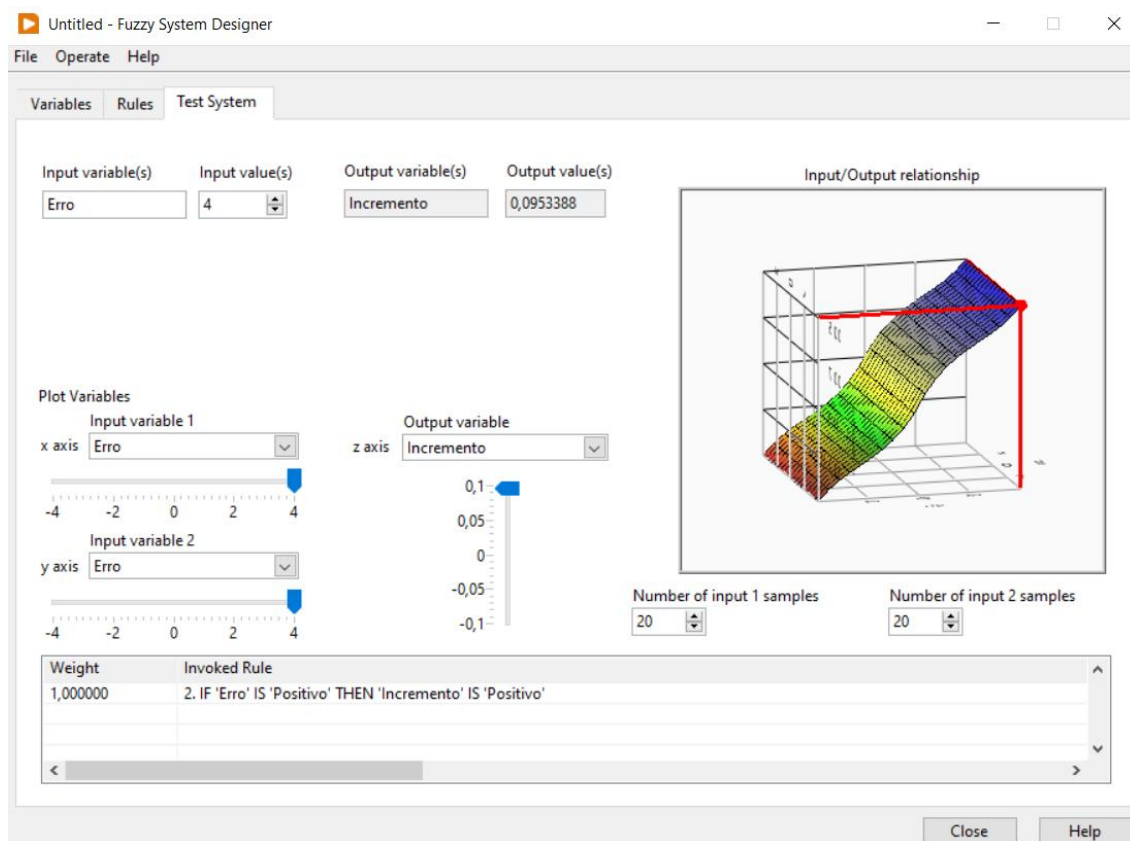 Untitled - Fuzzy System Designer
File Operate Help
Variables Rules Test System
Input variable(s) Input value(s) Output variable(s) Output value(s) Input/Output relationship
Erro 4 Incremento 0,0953388
Plot Variables
Input variable 1 Output variable
x axis Erro z axis Incremento
-4 -2 0 2 4
Input variable 2
y axis Erro
-4 -2 0 2 4
0,1
0,05
0
-0,05
-0,1
Number of input 1 samples Number of input 2 samples
20 20
Weight Invoked Rule
1,000000 2. IF 'Erro' IS 'Positivo' THEN 'Incremento' IS 'Positivo'
Close Help